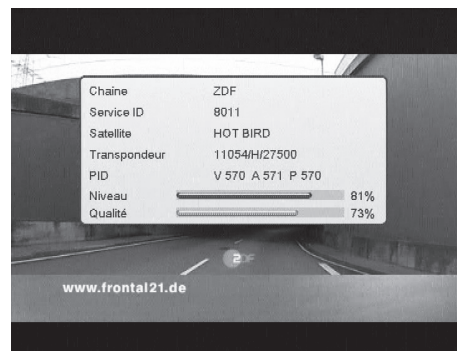 Chaine ZDF
Service ID 8011
Satellite HOT BIRD
Transpondeur 11054/H/27500
PID V 570 A 571 P 570
Niveau 81%
Qualité 73%
ZDF
www.frontal21.de